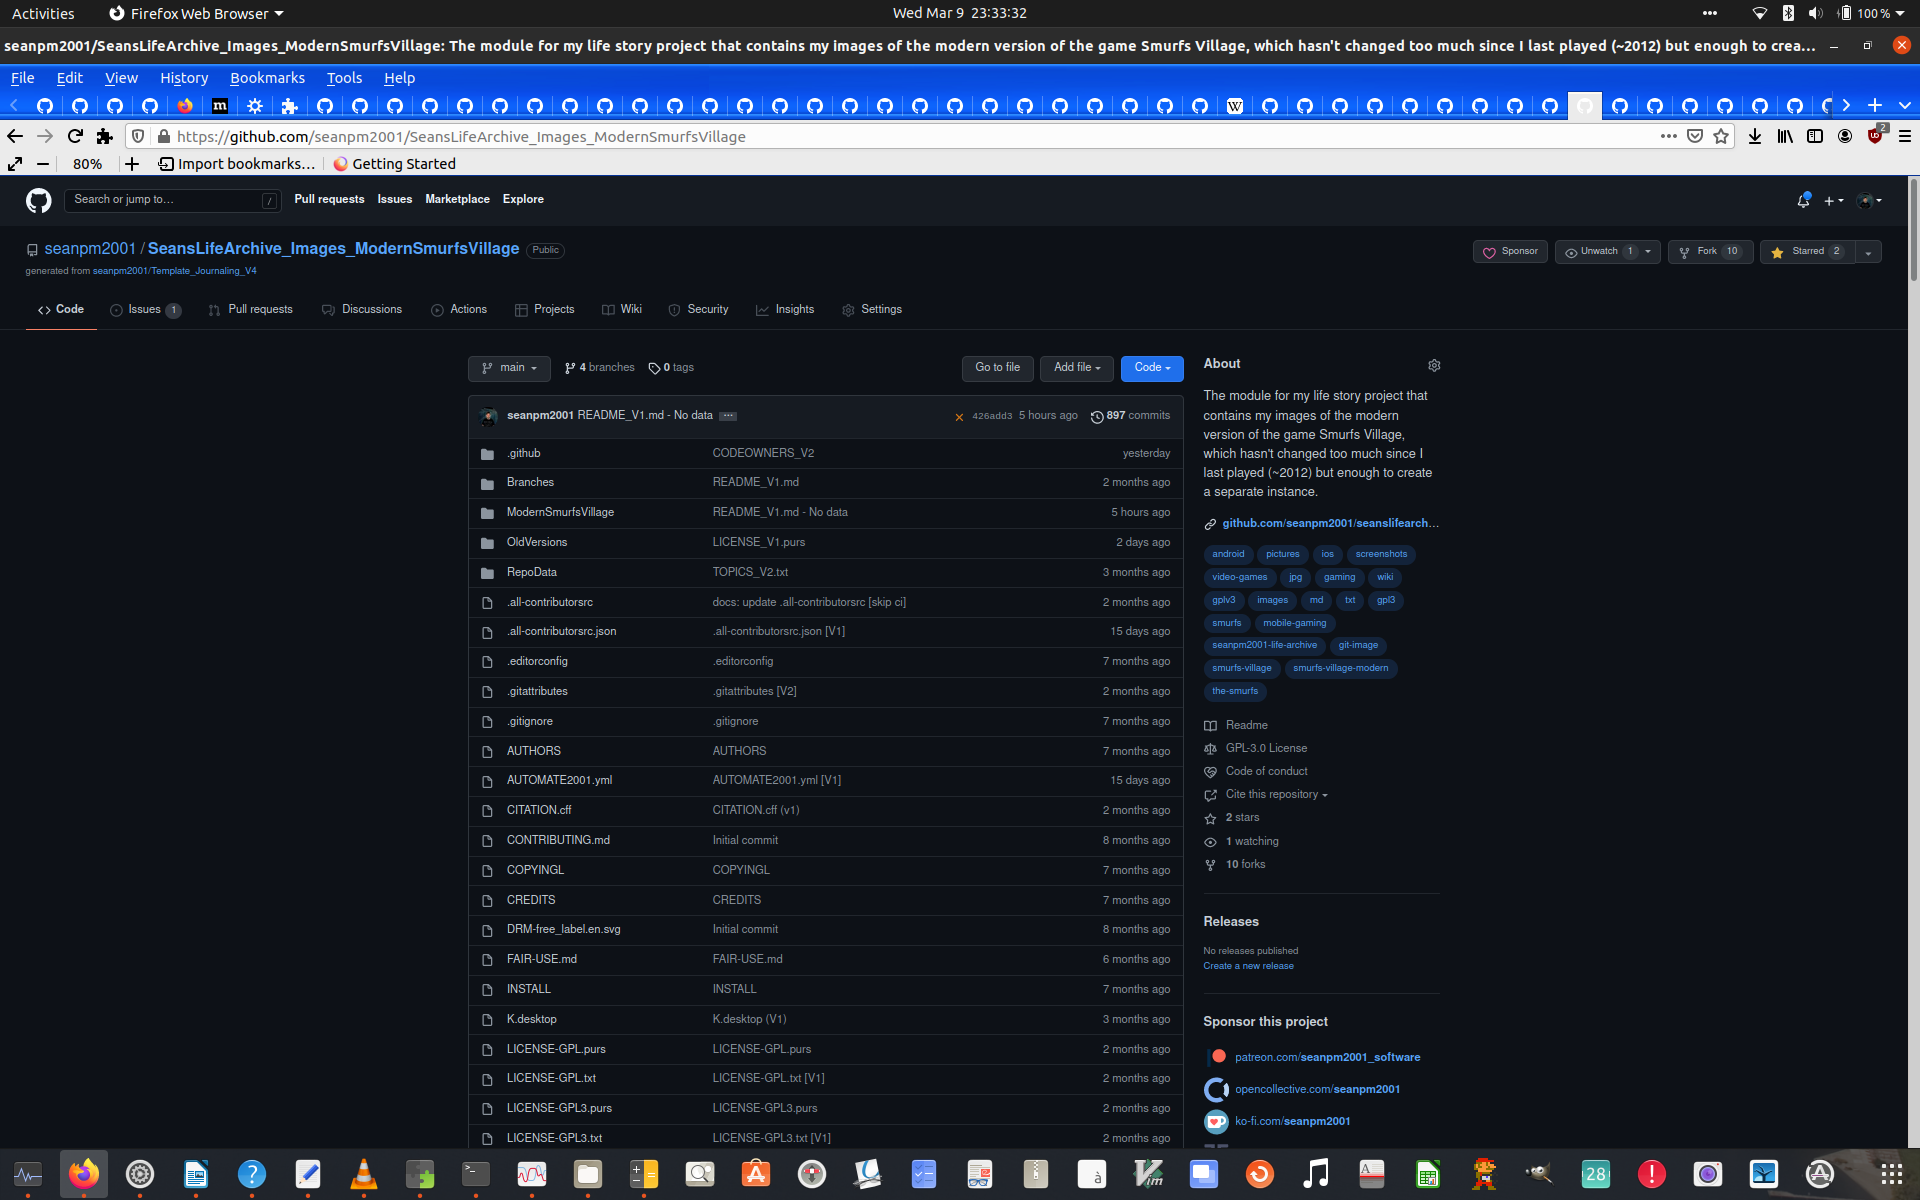 Activities
Firefox Web Browser
Wed Mar 9 23:33:32
100 %
seanpm2001/SeansLifeArchive_Images_ModernSmurfsVillage: The module for my life story project that contains my images of the modern version of the game Smurfs Village, which hasn't changed too much since I last played (~2012) but enough to crea…
File Edit View History Bookmarks Tools Help
https://github.com/seanpm2001/SeansLifeArchive_Images_ModernSmurfsVillage
2
80%
Import bookmarks…
Getting Started
Search or jump to…
/
Pull requests Issues Marketplace Explore
seanpm2001 / SeansLifeArchive_Images_ModernSmurfsVillage Public
Sponsor
Unwatch 1
Fork 10
Starred 2
generated from seanpm2001/Template_Journaling_V4
Code
Issues 1
Pull requests
Discussions
Actions
Projects
Wiki
Security
Insights
Settings
main
4 branches
0 tags
Go to file
Add file
Code
seanpm2001 README_V1.md - No data
426add3 5 hours ago
897 commits
.github CODEOWNERS_V2 yesterday
Branches README_V1.md 2 months ago
ModernSmurfsVillage README_V1.md - No data 5 hours ago
OldVersions LICENSE_V1.purs 2 days ago
RepoData TOPICS_V2.txt 3 months ago
.all-contributorsrc docs: update .all-contributorsrc [skip ci] 2 months ago
.all-contributorsrc.json .all-contributorsrc.json [V1] 15 days ago
.editorconfig .editorconfig 7 months ago
.gitattributes .gitattributes [V2] 2 months ago
.gitignore .gitignore 7 months ago
AUTHORS AUTHORS 7 months ago
AUTOMATE2001.yml AUTOMATE2001.yml [V1] 15 days ago
CITATION.cff CITATION.cff (v1) 2 months ago
CONTRIBUTING.md Initial commit 8 months ago
COPYINGL COPYINGL 7 months ago
CREDITS CREDITS 7 months ago
DRM-free_label.en.svg Initial commit 8 months ago
FAIR-USE.md FAIR-USE.md 6 months ago
INSTALL INSTALL 7 months ago
K.desktop K.desktop (V1) 3 months ago
LICENSE-GPL.purs LICENSE-GPL.purs 2 months ago
LICENSE-GPL.txt LICENSE-GPL.txt [V1] 2 months ago
LICENSE-GPL3.purs LICENSE-GPL3.purs 2 months ago
LICENSE-GPL3.txt LICENSE-GPL3.txt [V1] 2 months ago
About
The module for my life story project that
contains my images of the modern
version of the game Smurfs Village,
which hasn't changed too much since I
last played (~2012) but enough to create
a separate instance.
github.com/seanpm2001/seanslifearch…
android pictures ios screenshots
video-games jpg gaming wiki
gplv3 images md txt gpl3
smurfs mobile-gaming
seanpm2001-life-archive git-image
smurfs-village smurfs-village-modern
the-smurfs
Readme
GPL-3.0 License
Code of conduct
Cite this repository
2 stars
1 watching
10 forks
Releases
No releases published
Create a new release
Sponsor this project
patreon.com/seanpm2001_software
opencollective.com/seanpm2001
ko-fi.com/seanpm2001
28